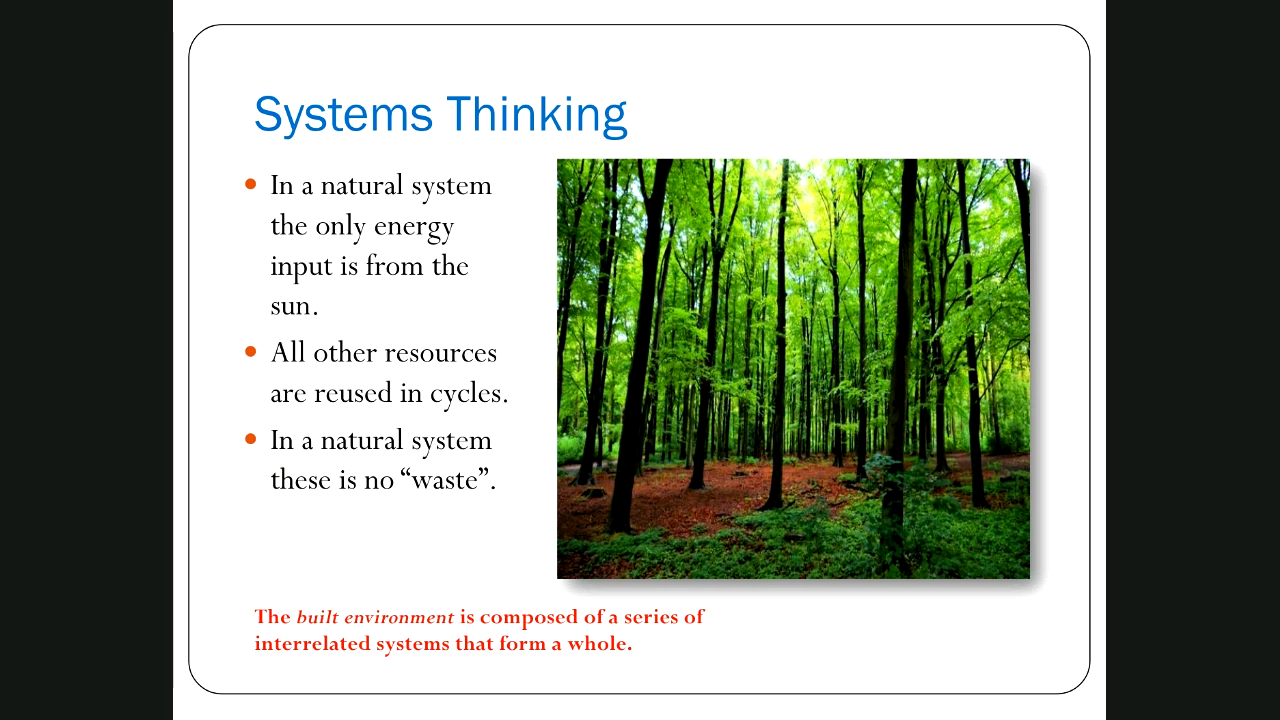 Systems Thinking
In a natural system
the only energy
input is from the
sun.
All other resources
are reused in cycles.
In a natural system
these is no “waste”.
The built environment is composed of a series of
interrelated systems that form a whole.